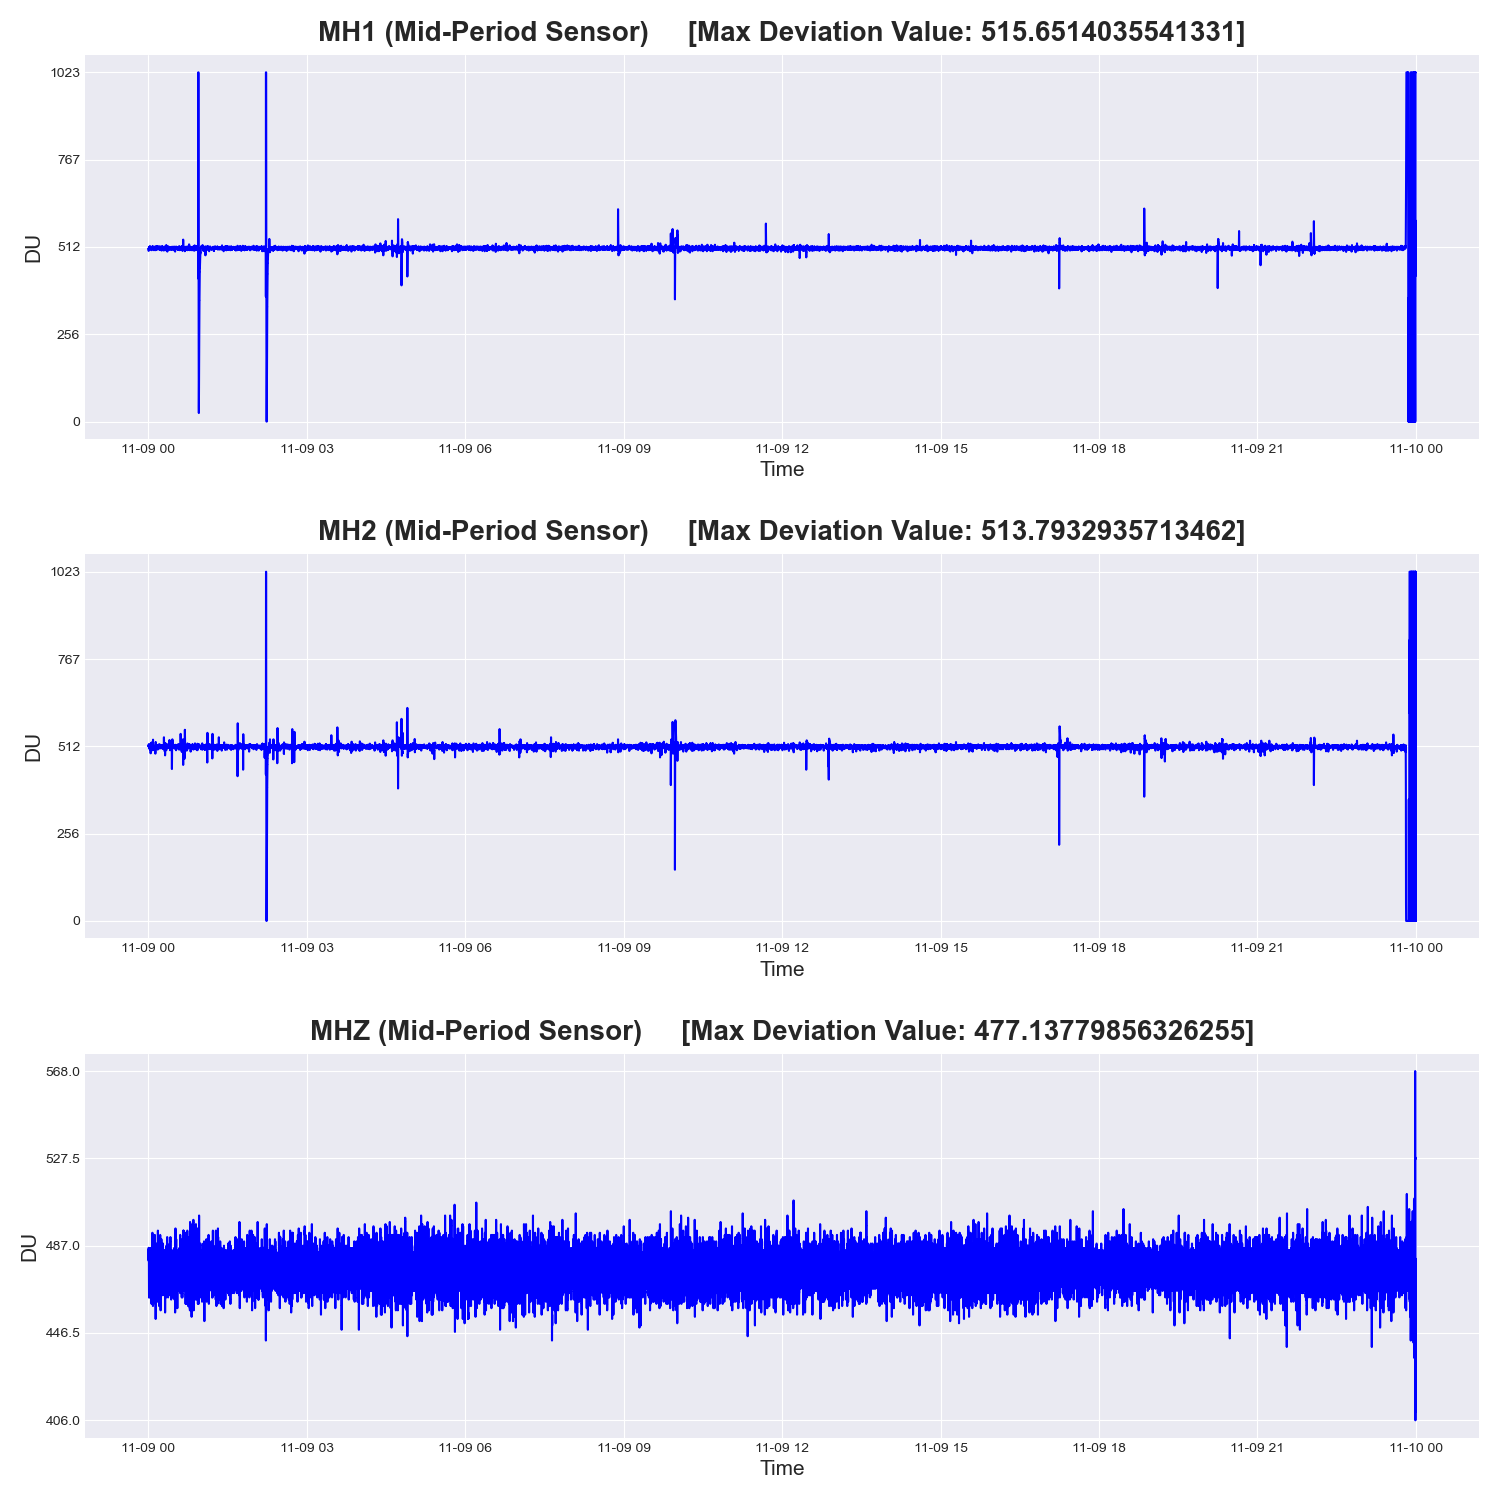 MH1 (Mid-Period Sensor) [Max Deviation Value: 515.6514035541331]
1023
767
512
256
0
DU
11-09 00 11-09 03 11-09 06 11-09 09 11-09 12 11-09 15 11-09 18 11-09 21 11-10 00
Time
MH2 (Mid-Period Sensor) [Max Deviation Value: 513.7932935713462]
1023
767
512
256
0
DU
11-09 00 11-09 03 11-09 06 11-09 09 11-09 12 11-09 15 11-09 18 11-09 21 11-10 00
Time
MHZ (Mid-Period Sensor) [Max Deviation Value: 477.13779856326255]
568.0
527.5
487.0
446.5
406.0
DU
11-09 00 11-09 03 11-09 06 11-09 09 11-09 12 11-09 15 11-09 18 11-09 21 11-10 00
Time